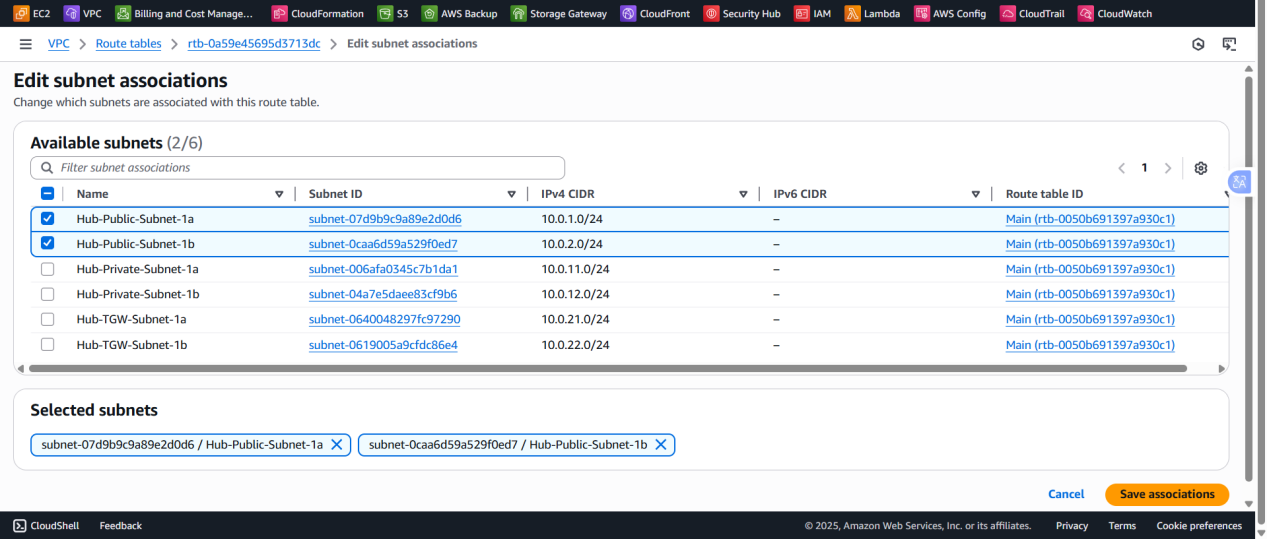 EC2 VPC Billing and Cost Manage... CloudFormation S3 AWS Backup Storage Gateway CloudFront Security Hub IAM Lambda AWS Config CloudTrail CloudWatch
VPC > Route tables > rtb-0a59e45695d3713dc > Edit subnet associations
Edit subnet associations
Change which subnets are associated with this route table.
Available subnets (2/6)
Filter subnet associations
1
Name Subnet ID IPv4 CIDR IPv6 CIDR Route table ID
Hub-Public-Subnet-1a subnet-07d9b9c9a89e2d0d6 10.0.1.0/24 – Main (rtb-0050b691397a930c1)
Hub-Public-Subnet-1b subnet-0caa6d59a529f0ed7 10.0.2.0/24 – Main (rtb-0050b691397a930c1)
Hub-Private-Subnet-1a subnet-006afa0345c7b1da1 10.0.11.0/24 – Main (rtb-0050b691397a930c1)
Hub-Private-Subnet-1b subnet-04a7e5daee83cf9b6 10.0.12.0/24 – Main (rtb-0050b691397a930c1)
Hub-TGW-Subnet-1a subnet-0640048297fc97290 10.0.21.0/24 – Main (rtb-0050b691397a930c1)
Hub-TGW-Subnet-1b subnet-0619005a9cfdc86e4 10.0.22.0/24 – Main (rtb-0050b691397a930c1)
Selected subnets
subnet-07d9b9c9a89e2d0d6 / Hub-Public-Subnet-1a subnet-0caa6d59a529f0ed7 / Hub-Public-Subnet-1b
Cancel Save associations
CloudShell Feedback © 2025, Amazon Web Services, Inc. or its affiliates. Privacy Terms Cookie preferences